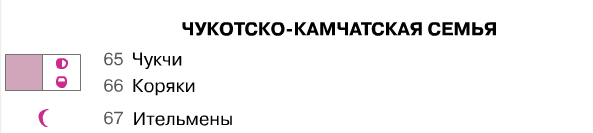 ЧУКОТСКО-КАМЧАТСКАЯ СЕМЬЯ
65 Чукчи
66 Коряки
67 Ительмены